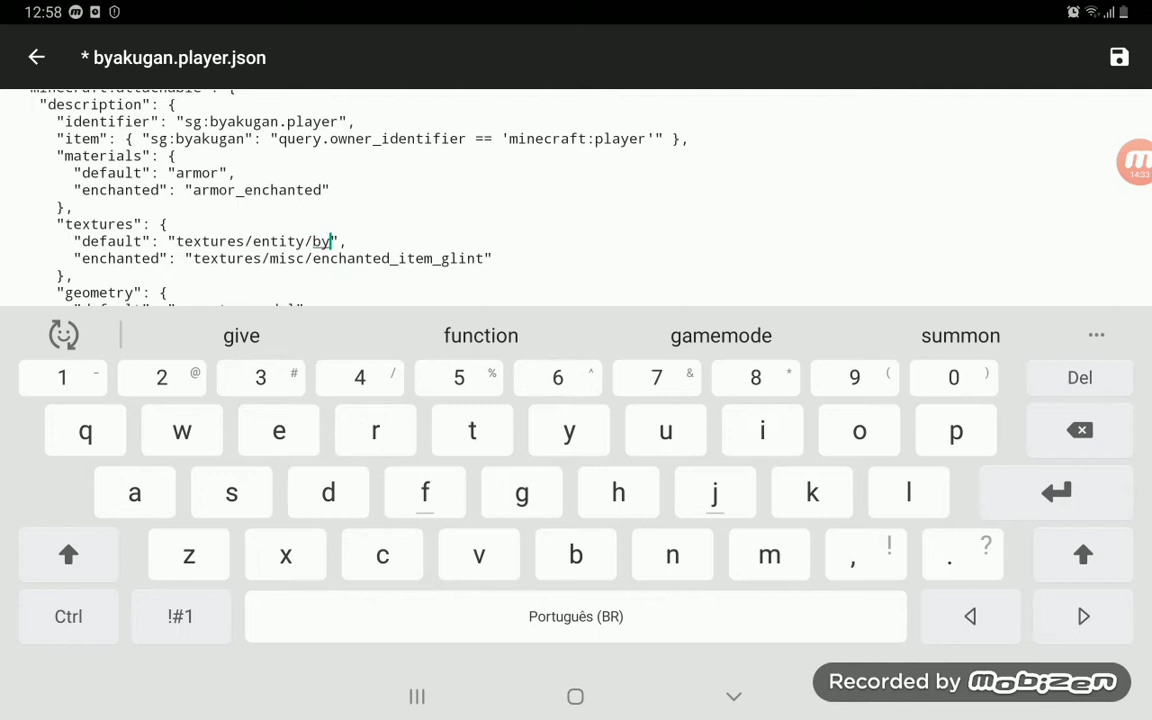 12:58
* byakugan.player.json
"description": {
"identifier": "sg:byakugan.player",
"item": { "sg:byakugan": "query.owner_identifier == 'minecraft:player'" },
"materials": {
"default": "armor",
"enchanted": "armor_enchanted"
},
"textures": {
"default": "textures/entity/by",
"enchanted": "textures/misc/enchanted_item_glint"
},
"geometry": {
14:33
give function gamemode summon ...
1 - 2 @ 3 # 4 / 5 % 6 ^ 7 & 8 * 9 ( 0 ) Del
q w e r t y u i o p
a s d f g h j k l
z x c v b n m , ! . ?
Ctrl !#1 Português (BR)
Recorded by mobizen